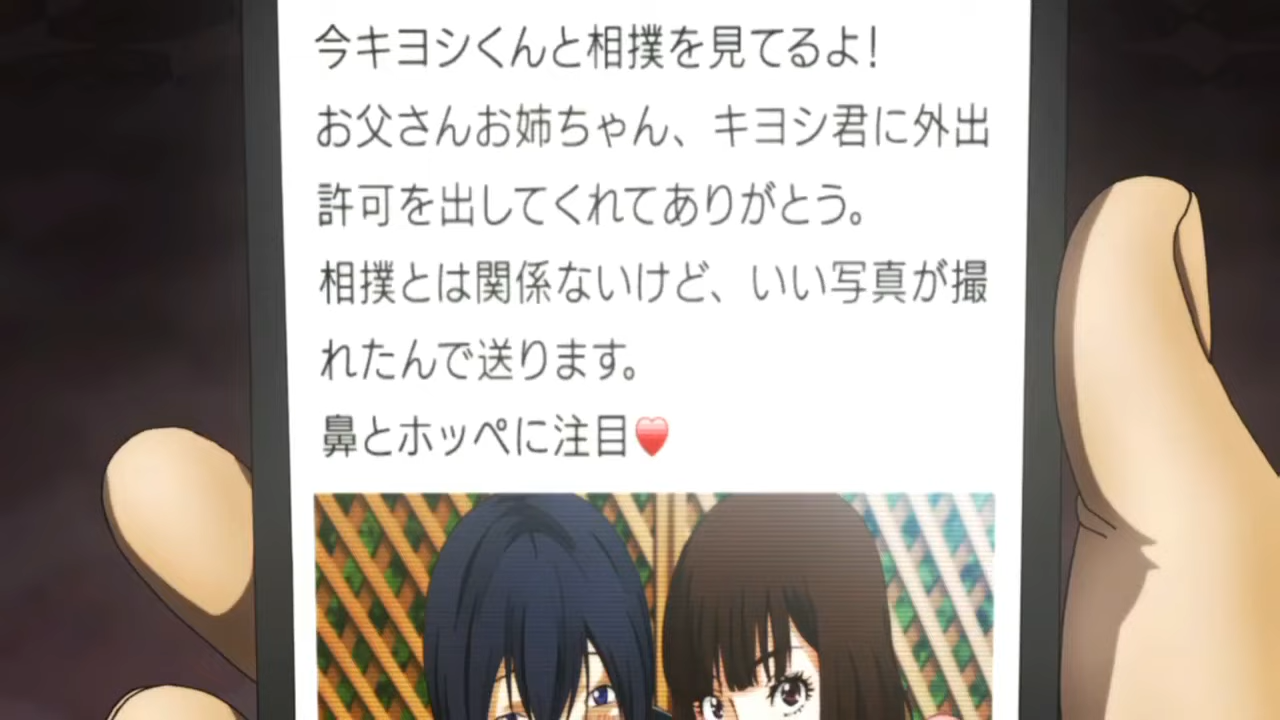 今キヨシくんと相撲を見てるよ!
お父さんお姉ちゃん、キヨシ君に外出
許可を出してくれてありがとう。
相撲とは関係ないけど、いい写真が撮
れたんで送ります。
鼻とホッペに注目❤